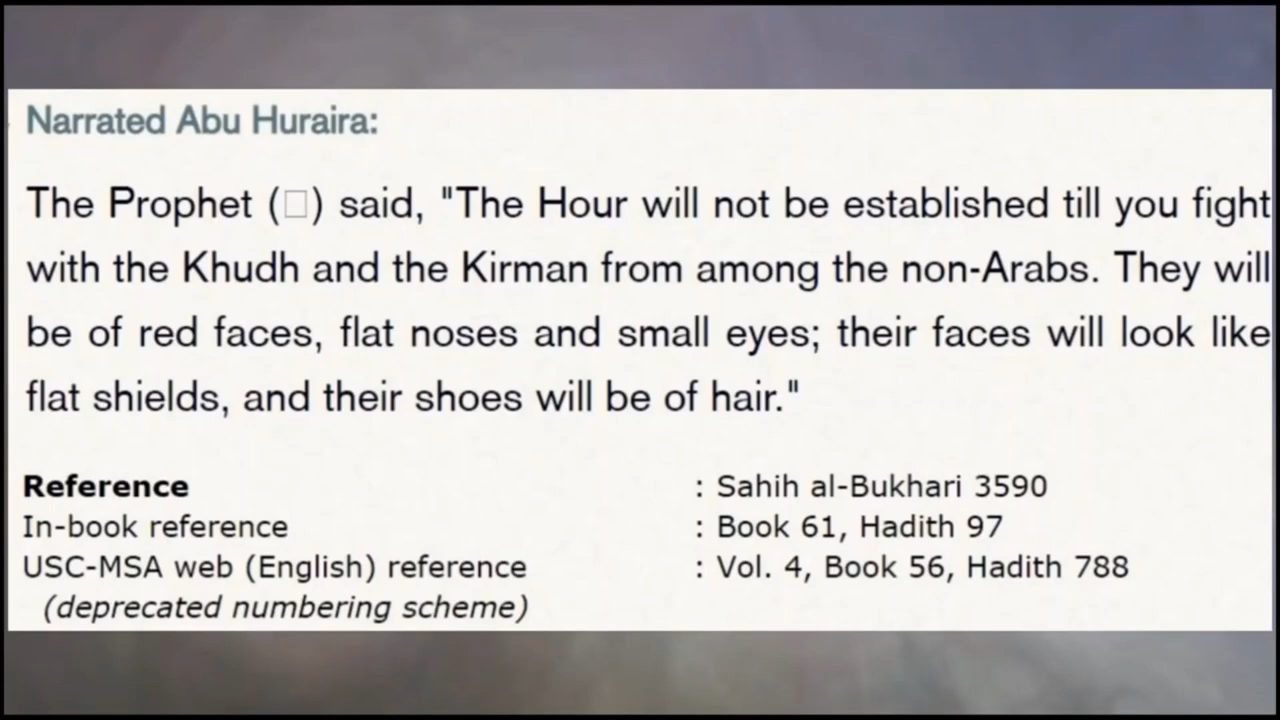 Narrated Abu Huraira:
The Prophet (□) said, "The Hour will not be established till you fight
with the Khudh and the Kirman from among the non-Arabs. They will
be of red faces, flat noses and small eyes; their faces will look like
flat shields, and their shoes will be of hair."
Reference : Sahih al-Bukhari 3590
In-book reference : Book 61, Hadith 97
USC-MSA web (English) reference : Vol. 4, Book 56, Hadith 788
(deprecated numbering scheme)